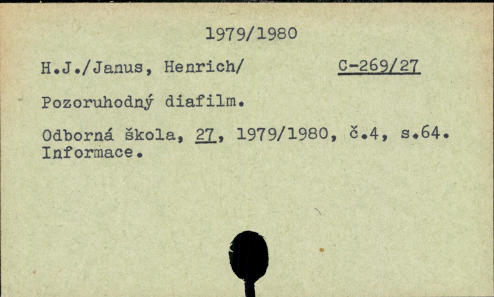 1979/1980
H.J./Janus, Henrich/ C-269/27
Pozoruhodný diafilm.
Odborná škola, 27, 1979/1980, č.4, s.64.
Informace.